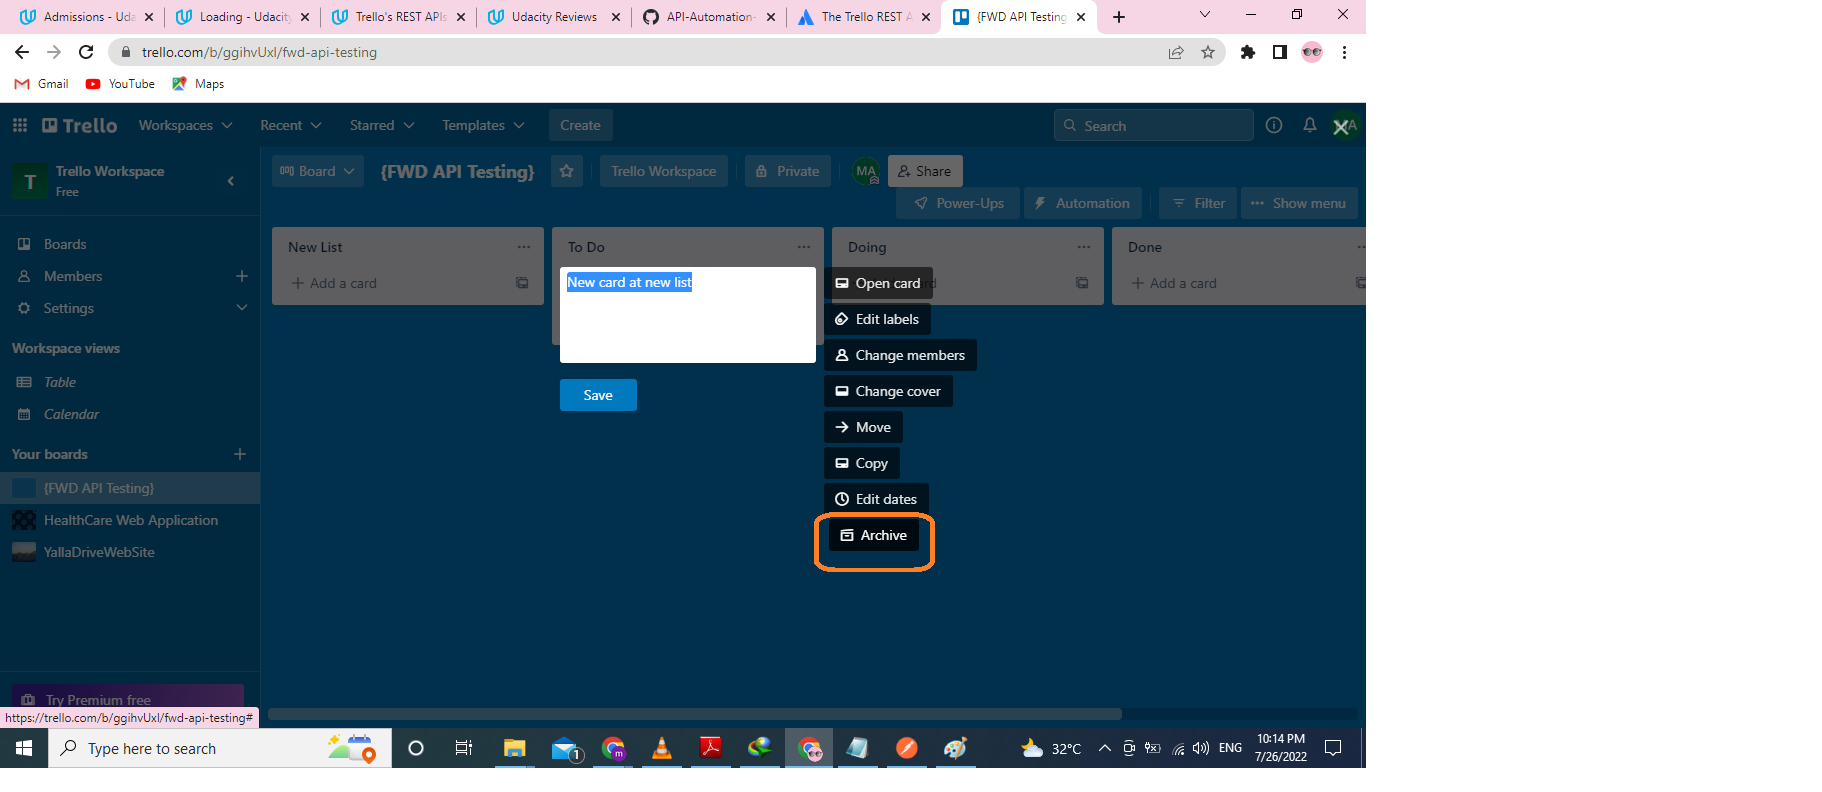 Admissions - Uda
Loading - Udacity
Trello's REST APIs
Udacity Reviews
API-Automation-
The Trello REST A
{FWD API Testing
trello.com/b/ggihvUxl/fwd-api-testing
Gmail
YouTube
Maps
Trello
Workspaces
Recent
Starred
Templates
Create
Search
T
Trello Workspace
Free
Board
{FWD API Testing}
Trello Workspace
Private
MA
Share
Power-Ups
Automation
Filter
Show menu
Boards
Members
Settings
Workspace views
Table
Calendar
Your boards
{FWD API Testing}
HealthCare Web Application
YallaDriveWebSite
Try Premium free
New List
Add a card
To Do
New card at new list
Save
Doing
Done
Add a card
Open card
Edit labels
Change members
Change cover
Move
Copy
Edit dates
Archive
https://trello.com/b/ggihvUxl/fwd-api-testing#
Type here to search
1
m
32°C
ENG
10:14 PM
7/26/2022